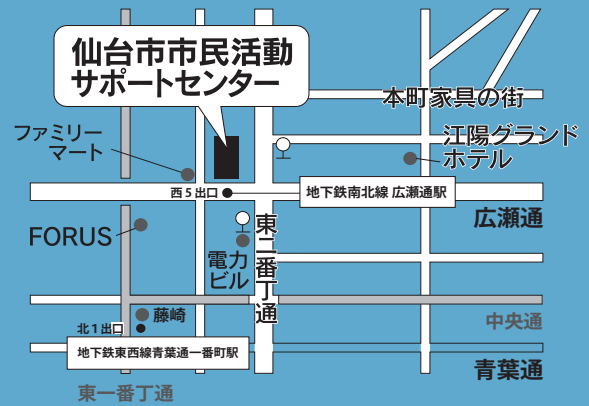 仙台市市民活動
サポートセンター
本町家具の街
ファミリー
マート
江陽グランド
ホテル
西5出口
地下鉄南北線 広瀬通駅
広瀬通
FORUS
東二番丁通
電力
ビル
藤崎
中央通
北1出口
地下鉄東西線青葉通一番町駅
青葉通
東一番丁通